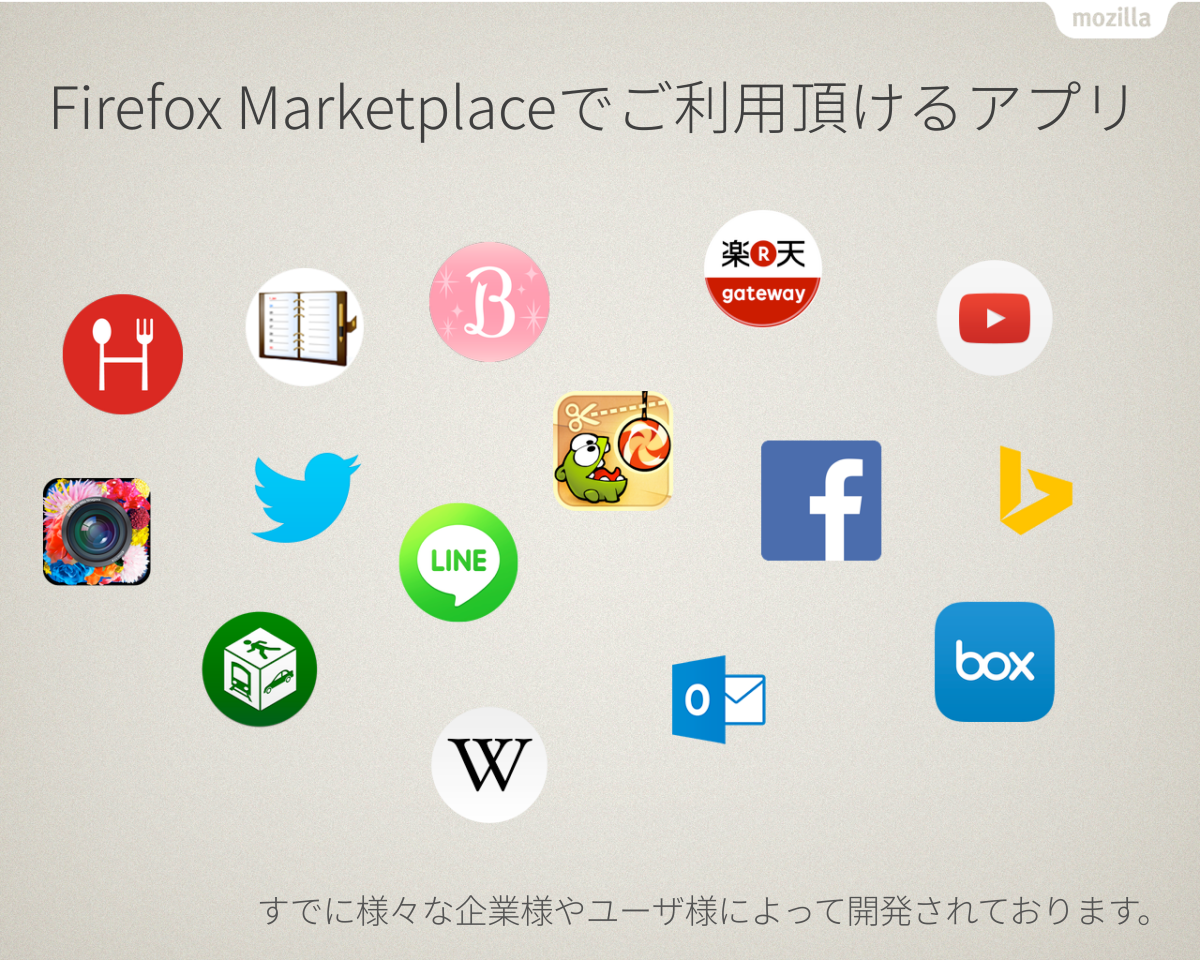 mozilla
Firefox Marketplaceでご利用頂けるアプリ
楽R天
gateway
B
LINE
box
O
W
すでに様々な企業様やユーザ様によって開発されております。